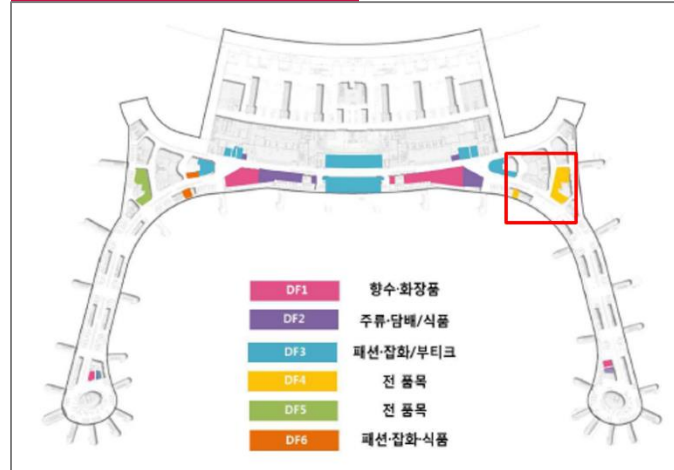 DF1 향수·화장품
DF2 주류·담배/식품
DF3 패션·잡화/부티크
DF4 전 품목
DF5 전 품목
DF6 패션·잡화·식품